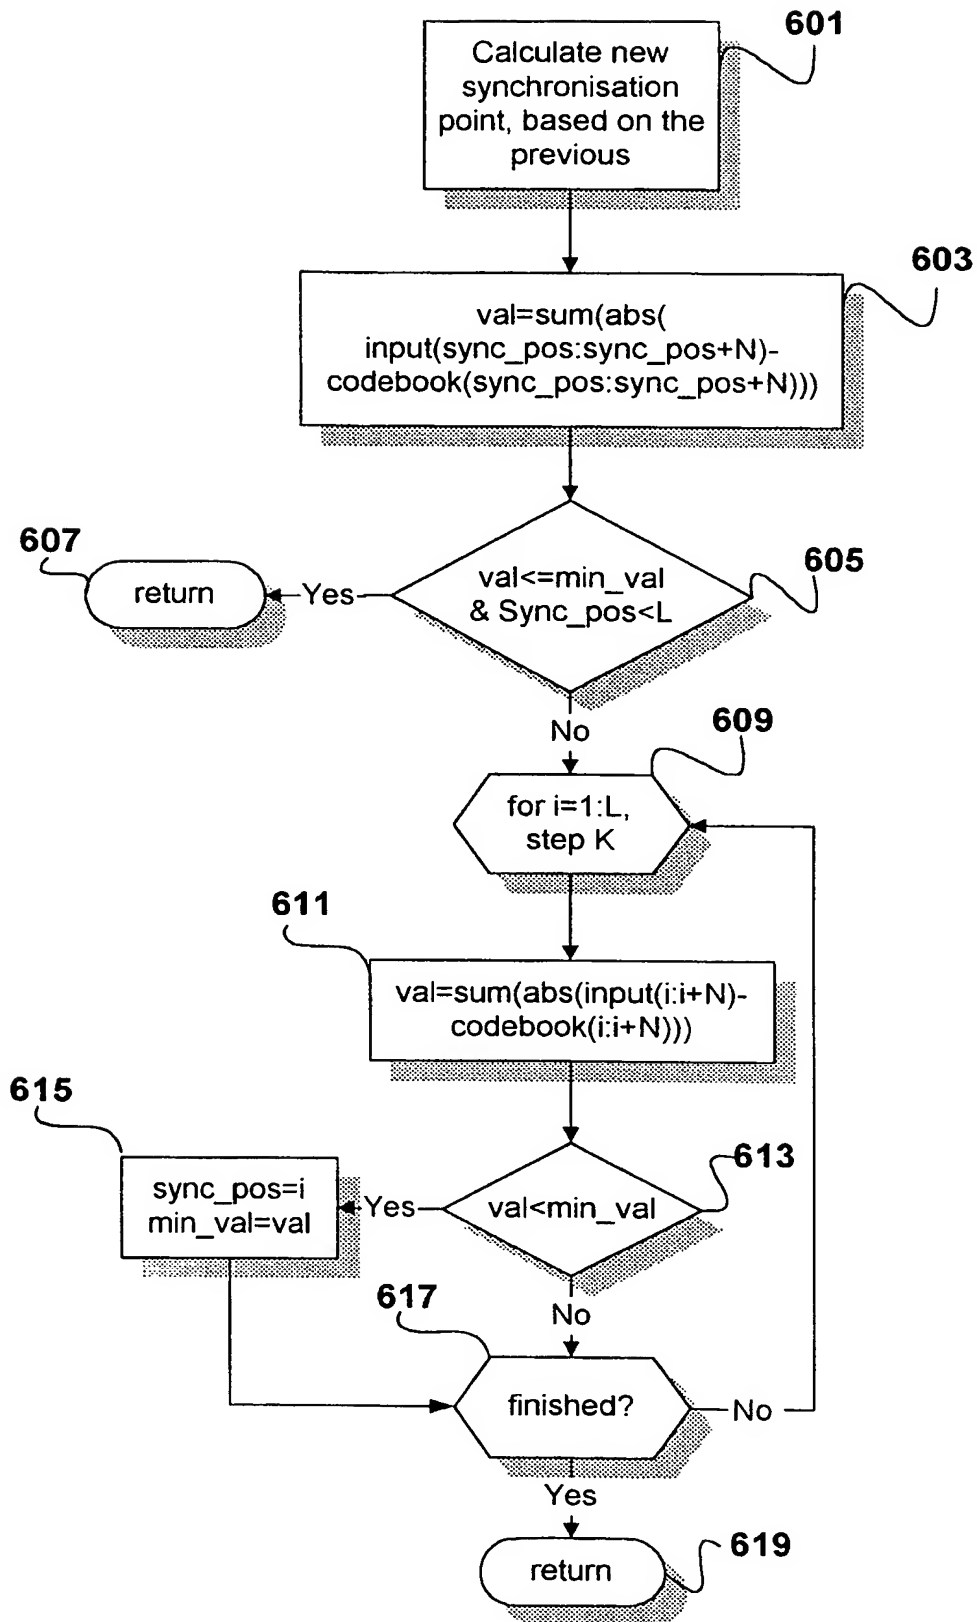 601
Calculate new
synchronisation
point, based on the
previous
603
val=sum(abs(
input(sync_pos:sync_pos+N)-
codebook(sync_pos:sync_pos+N)))
607
605
return
Yes
val<=min_val
& Sync_pos<L
No
609
for i=1:L,
step K
611
val=sum(abs(input(i:i+N)-
codebook(i:i+N)))
615
613
sync_pos=i
min_val=val
Yes
val<min_val
617
No
finished?
No
Yes
619
return